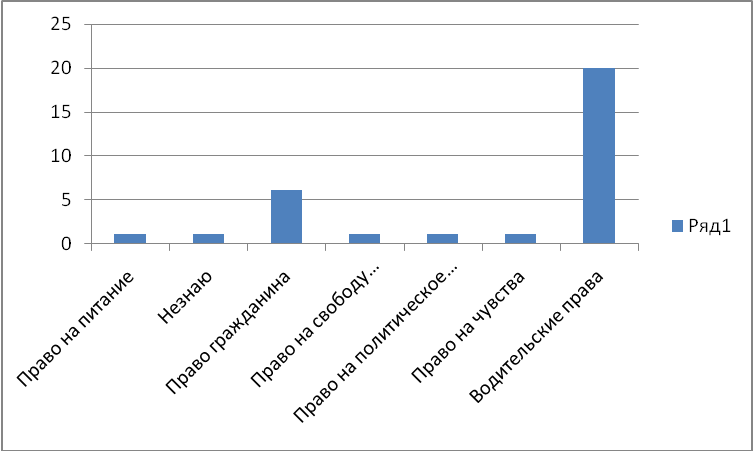 25
20
15
10
5
0
Право на питание
Незнаю
Право гражданина
Право на свободу...
Право на политическое...
Право на чувства
Водительские права
Ряд1